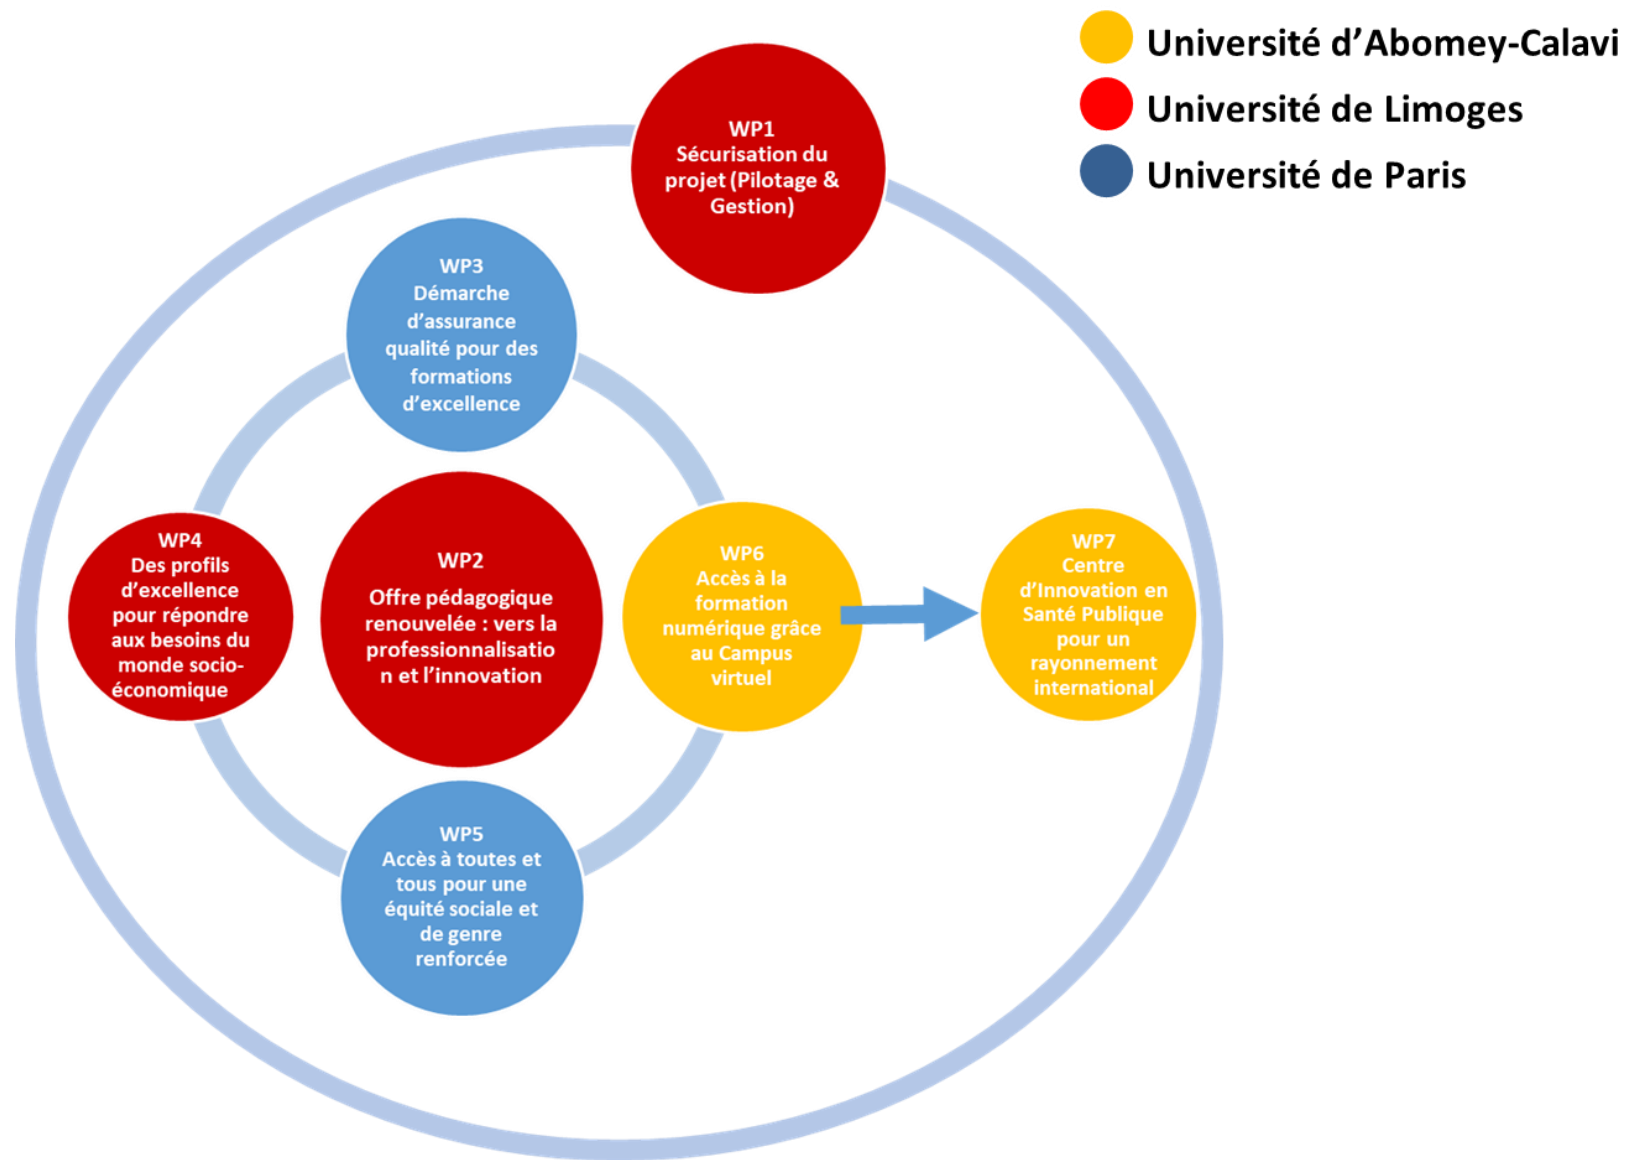 Université d’Abomey-Calavi
Université de Limoges
Université de Paris
WP1
Sécurisation du
projet (Pilotage &
Gestion)
WP3
Démarche
d’assurance
qualité pour des
formations
d’excellence
WP4
Des profils
d’excellence
pour répondre
aux besoins du
monde socio-
économique
WP2
Offre pédagogique
renouvelée : vers la
professionnalisatio
n et l’innovation
WP6
Accès à la
formation
numérique grâce
au Campus
virtuel
WP7
Centre
d’Innovation en
Santé Publique
pour un
rayonnement
international
WP5
Accès à toutes et
tous pour une
équité sociale et
de genre
renforcée